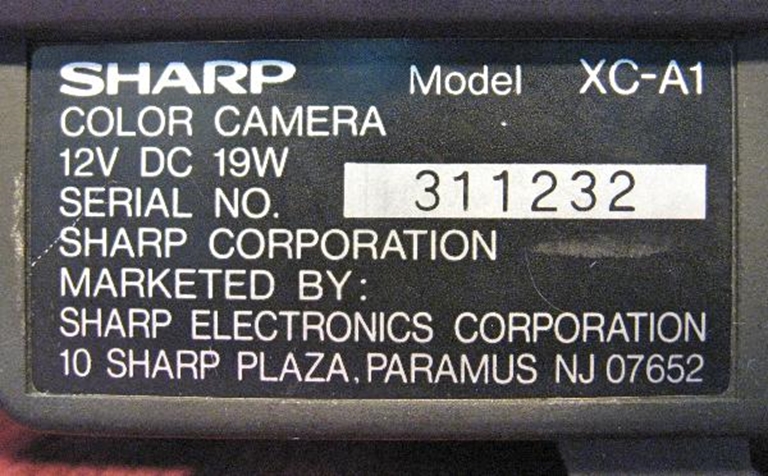 SHARP Model XC-A1
COLOR CAMERA
12V DC 19W
SERIAL NO. 311232
SHARP CORPORATION
MARKETED BY:
SHARP ELECTRONICS CORPORATION
10 SHARP PLAZA, PARAMUS NJ 07652